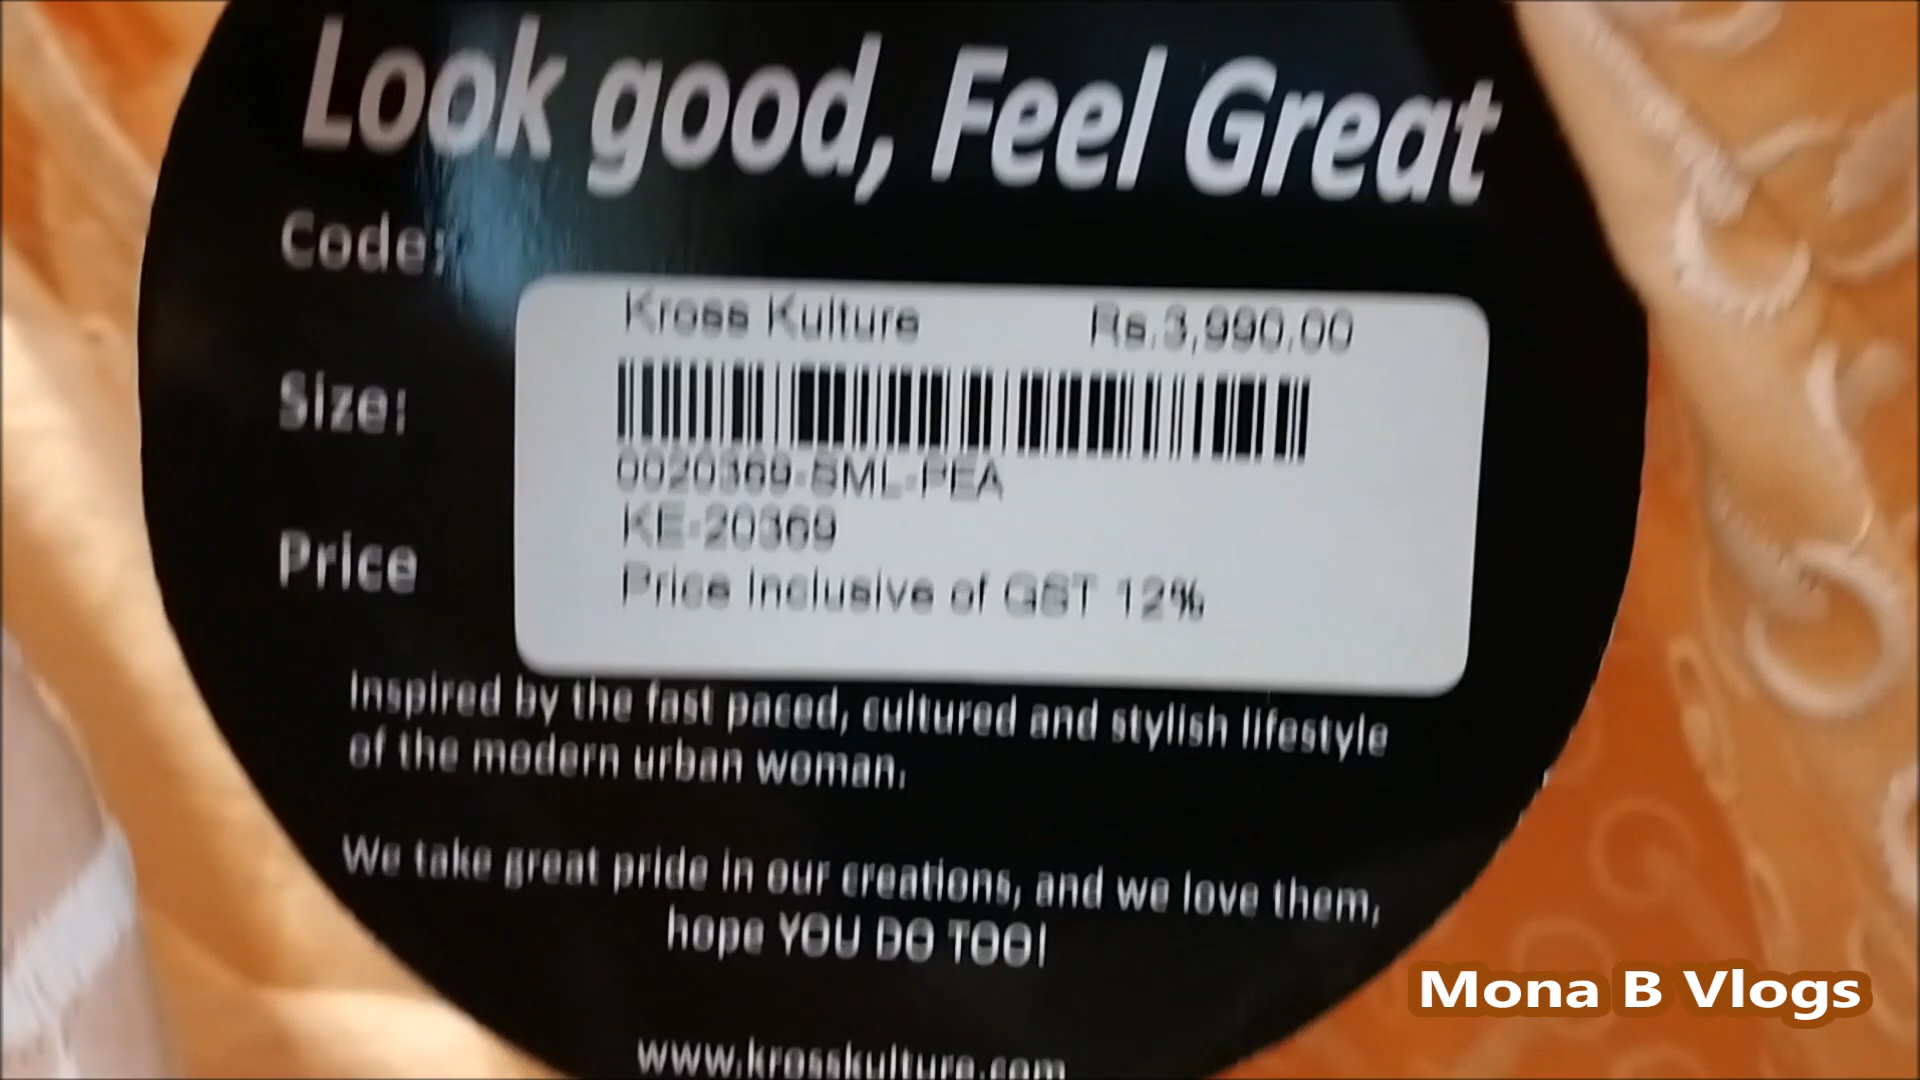 Look good, Feel Great
Code:
Kross Kulture Rs.3,990.00
Size:
0020369-SML-PEA
KE-20369
Price
Price Inclusive of GST 12%
Inspired by the fast paced, cultured and stylish lifestyle
of the modern urban woman.
We take great pride in our creations, and we love them,
hope YOU DO TOO!
www.krosskulture.com
Mona B Vlogs